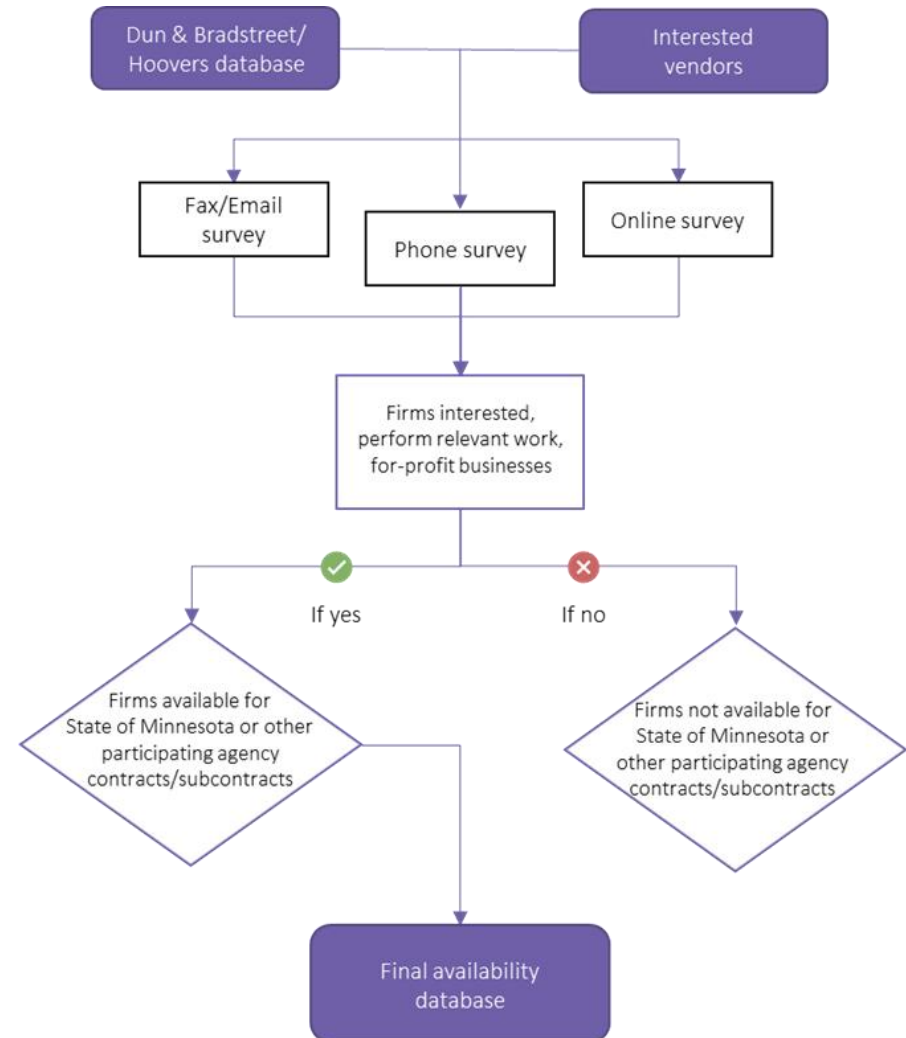 Dun & Bradstreet/
Hoovers database
Interested
vendors
Fax/Email
survey
Phone survey
Online survey
Firms interested,
perform relevant work,
for-profit businesses
If yes
If no
Firms available for
State of Minnesota or other
participating agency
contracts/subcontracts
Firms not available for
State of Minnesota or
other participating agency
contracts/subcontracts
Final availability
database